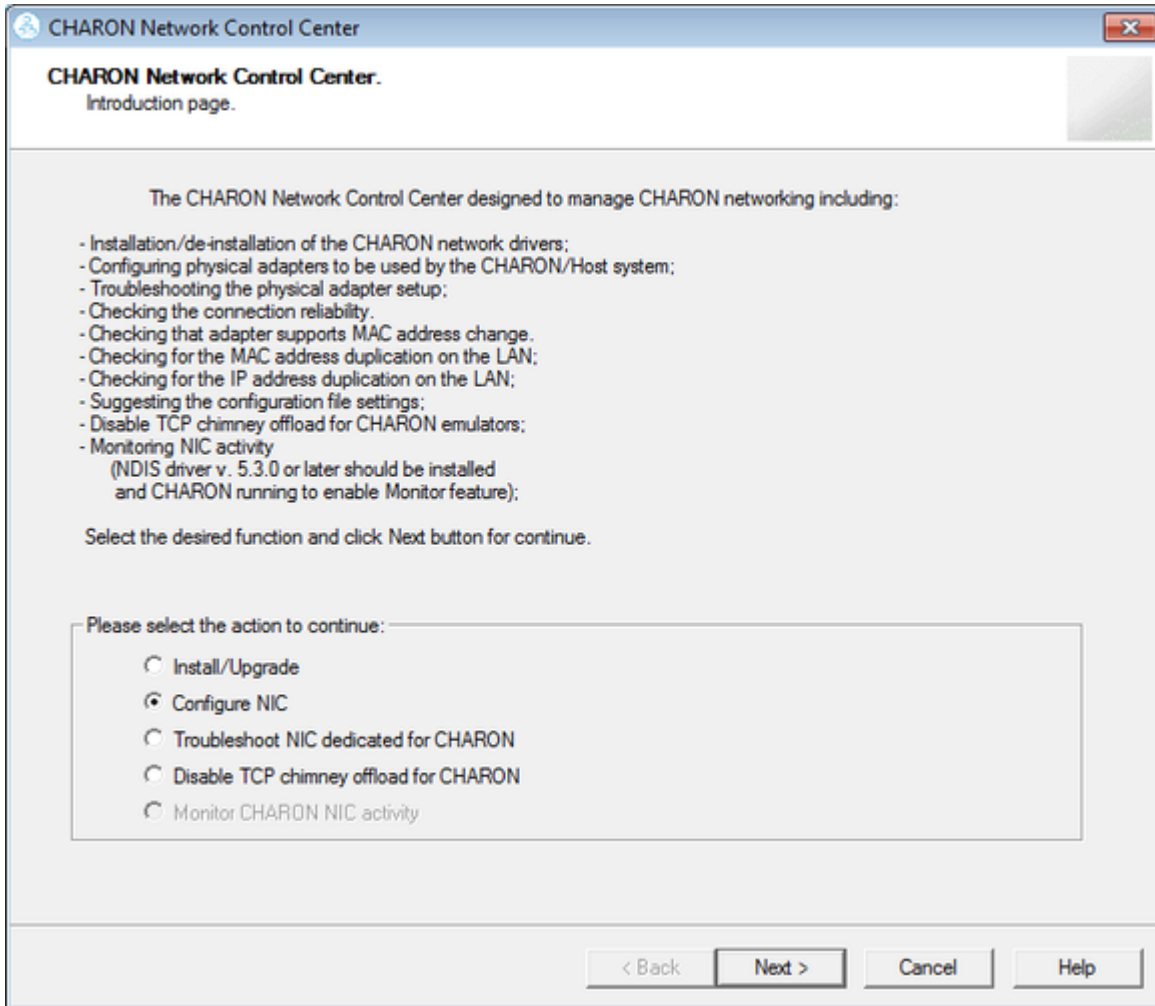 CHARON Network Control Center
CHARON Network Control Center.
Introduction page.
The CHARON Network Control Center designed to manage CHARON networking including:
- Installation/de-installation of the CHARON network drivers;
- Configuring physical adapters to be used by the CHARON/Host system;
- Troubleshooting the physical adapter setup;
- Checking the connection reliability.
- Checking that adapter supports MAC address change.
- Checking for the MAC address duplication on the LAN;
- Checking for the IP address duplication on the LAN;
- Suggesting the configuration file settings;
- Disable TCP chimney offload for CHARON emulators;
- Monitoring NIC activity
(NDIS driver v. 5.3.0 or later should be installed
and CHARON running to enable Monitor feature);
Select the desired function and click Next button for continue.
Please select the action to continue:
Install/Upgrade
Configure NIC
Troubleshoot NIC dedicated for CHARON
Disable TCP chimney offload for CHARON
Monitor CHARON NIC activity
< Back Next > Cancel Help